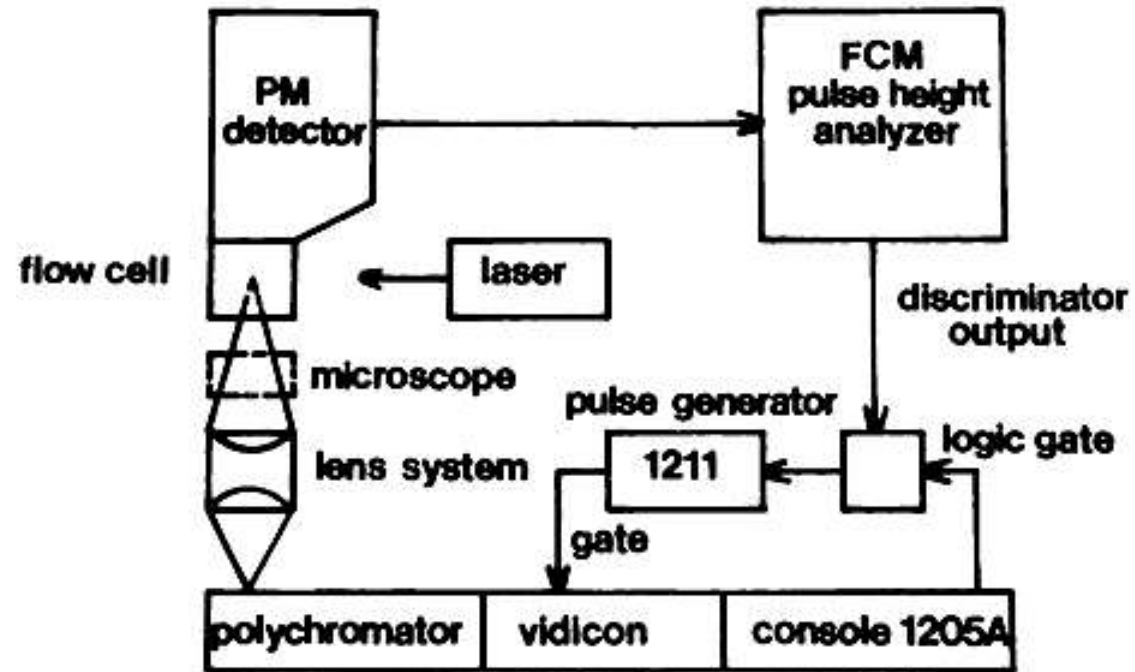 PM
detector
FCM
pulse height
analyzer
flow cell
laser
discriminator
output
microscope
pulse generator
logic gate
lens system
1211
gate
polychromator
vidicon
console 1205A